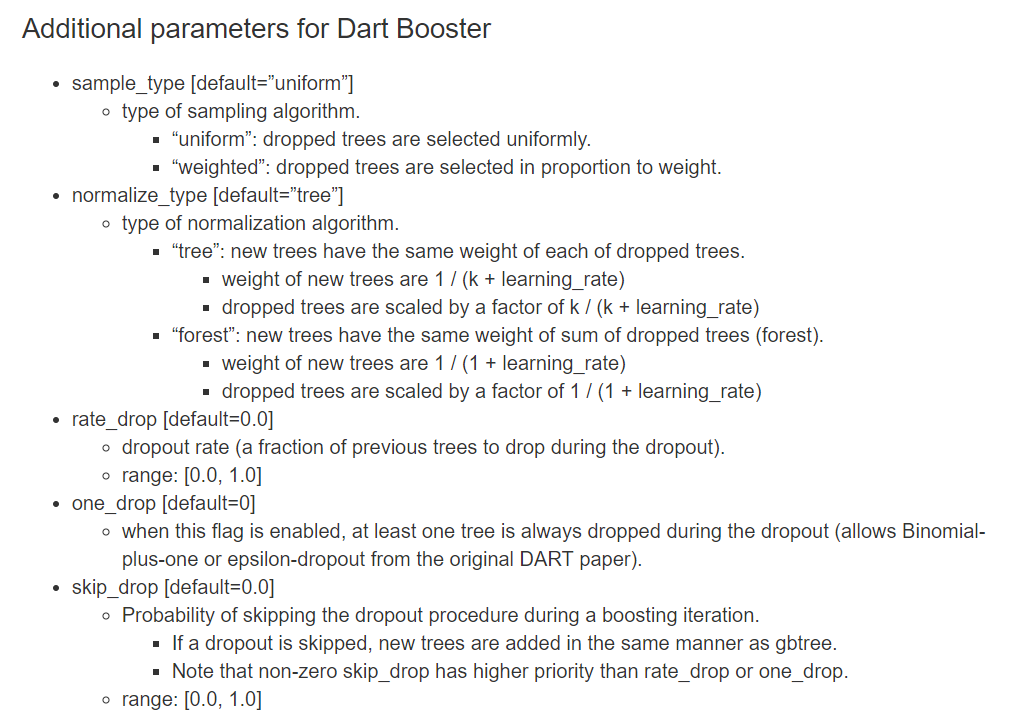 Additional parameters for Dart Booster
sample_type [default=”uniform”]
type of sampling algorithm.
“uniform”: dropped trees are selected uniformly.
“weighted”: dropped trees are selected in proportion to weight.
normalize_type [default=”tree”]
type of normalization algorithm.
“tree”: new trees have the same weight of each of dropped trees.
weight of new trees are 1 / (k + learning_rate)
dropped trees are scaled by a factor of k / (k + learning_rate)
“forest”: new trees have the same weight of sum of dropped trees (forest).
weight of new trees are 1 / (1 + learning_rate)
dropped trees are scaled by a factor of 1 / (1 + learning_rate)
rate_drop [default=0.0]
dropout rate (a fraction of previous trees to drop during the dropout).
range: [0.0, 1.0]
one_drop [default=0]
when this flag is enabled, at least one tree is always dropped during the dropout (allows Binomial-
plus-one or epsilon-dropout from the original DART paper).
skip_drop [default=0.0]
Probability of skipping the dropout procedure during a boosting iteration.
If a dropout is skipped, new trees are added in the same manner as gbtree.
Note that non-zero skip_drop has higher priority than rate_drop or one_drop.
range: [0.0, 1.0]